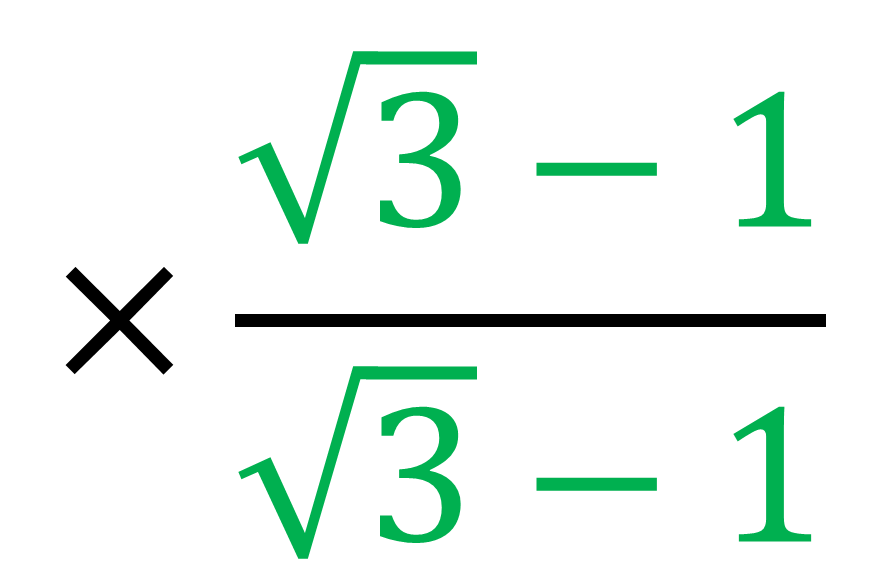 √3 − 1
×
√3 − 1